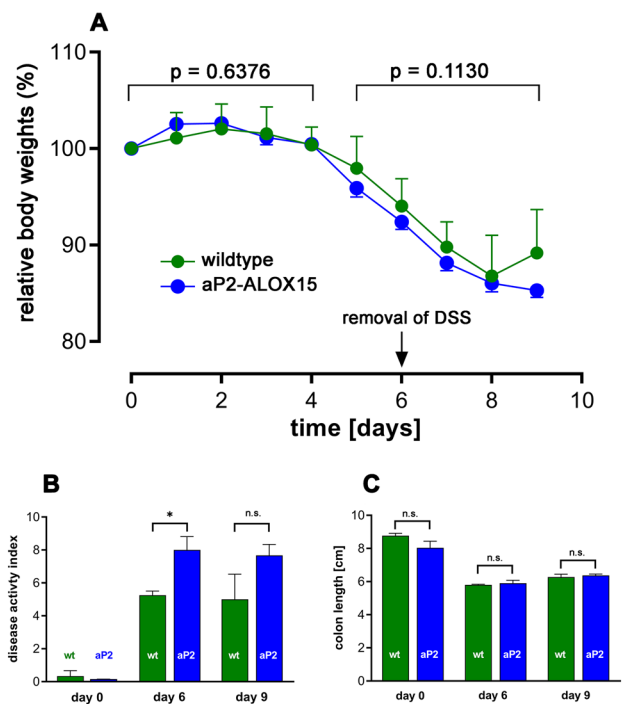 A
p = 0.6376
p = 0.1130
relative body weights (%)
110
100
90
80
wildtype
aP2-ALOX15
removal of DSS
0 2 4 6 8 10
time [days]
B
disease activty index
10
8
6
4
2
0
*
n.s.
wt aP2
wt aP2
wt aP2
day 0 day 6 day 9
C
colon length [cm]
10
8
6
4
2
0
n.s.
n.s.
n.s.
wt aP2
wt aP2
wt aP2
day 0 day 6 day 9